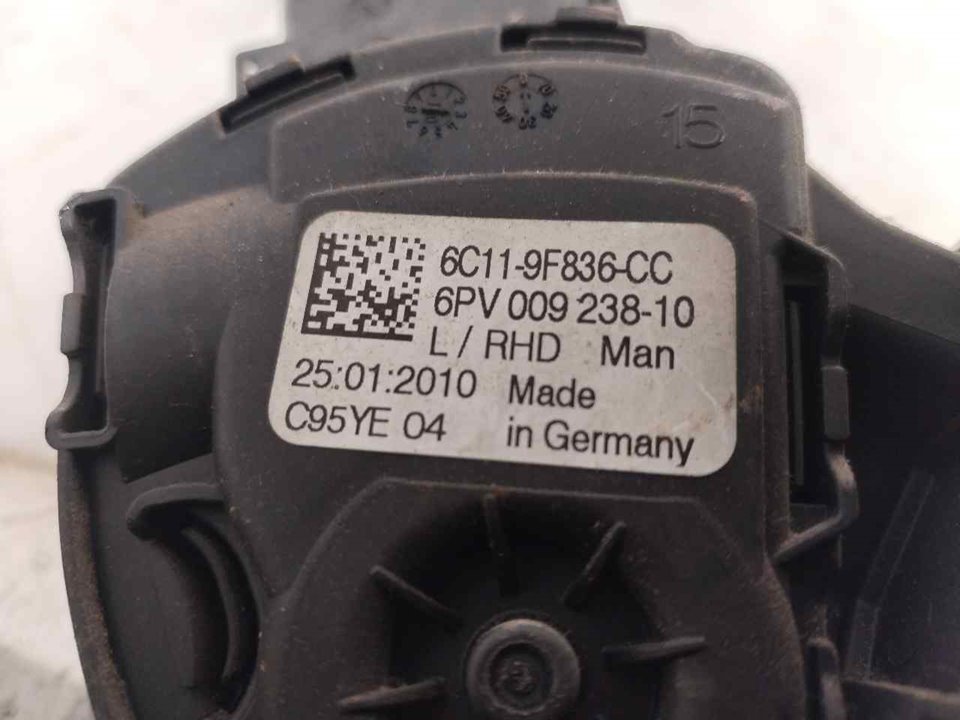 15
6C11-9F836-CC
6PV 009 238-10
L / RHD Man
25:01:2010 Made
C95YE 04 in Germany